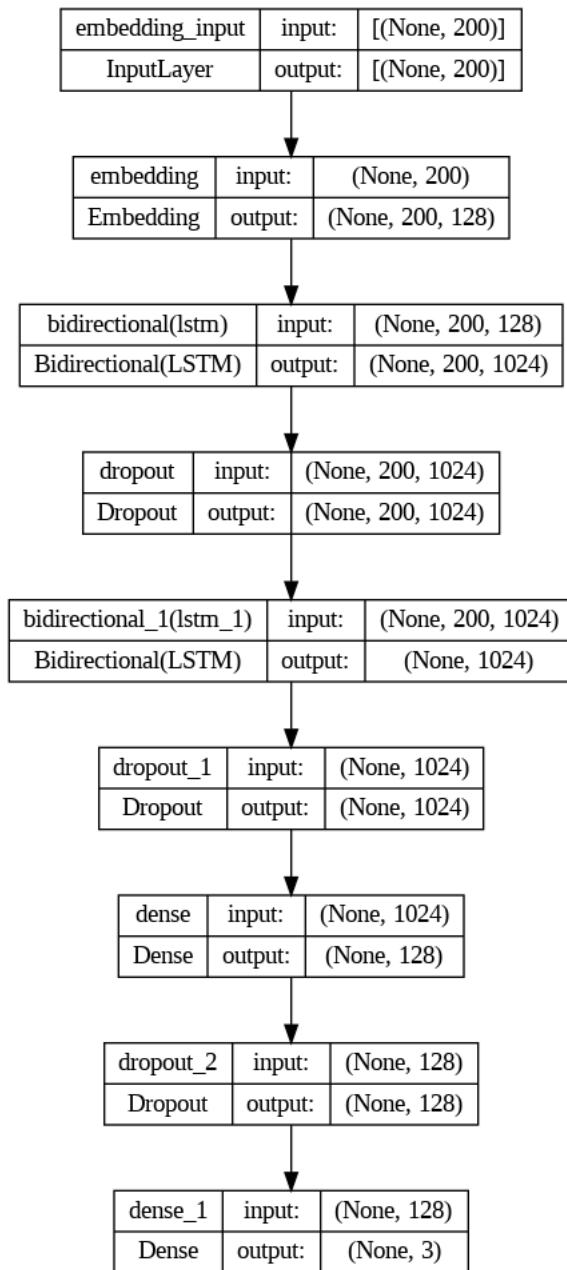 embedding_input input: [(None, 200)]
InputLayer output: [(None, 200)]
embedding input: (None, 200)
Embedding output: (None, 200, 128)
bidirectional(lstm) input: (None, 200, 128)
Bidirectional(LSTM) output: (None, 200, 1024)
dropout input: (None, 200, 1024)
Dropout output: (None, 200, 1024)
bidirectional_1(lstm_1) input: (None, 200, 1024)
Bidirectional(LSTM) output: (None, 1024)
dropout_1 input: (None, 1024)
Dropout output: (None, 1024)
dense input: (None, 1024)
Dense output: (None, 128)
dropout_2 input: (None, 128)
Dropout output: (None, 128)
dense_1 input: (None, 128)
Dense output: (None, 3)